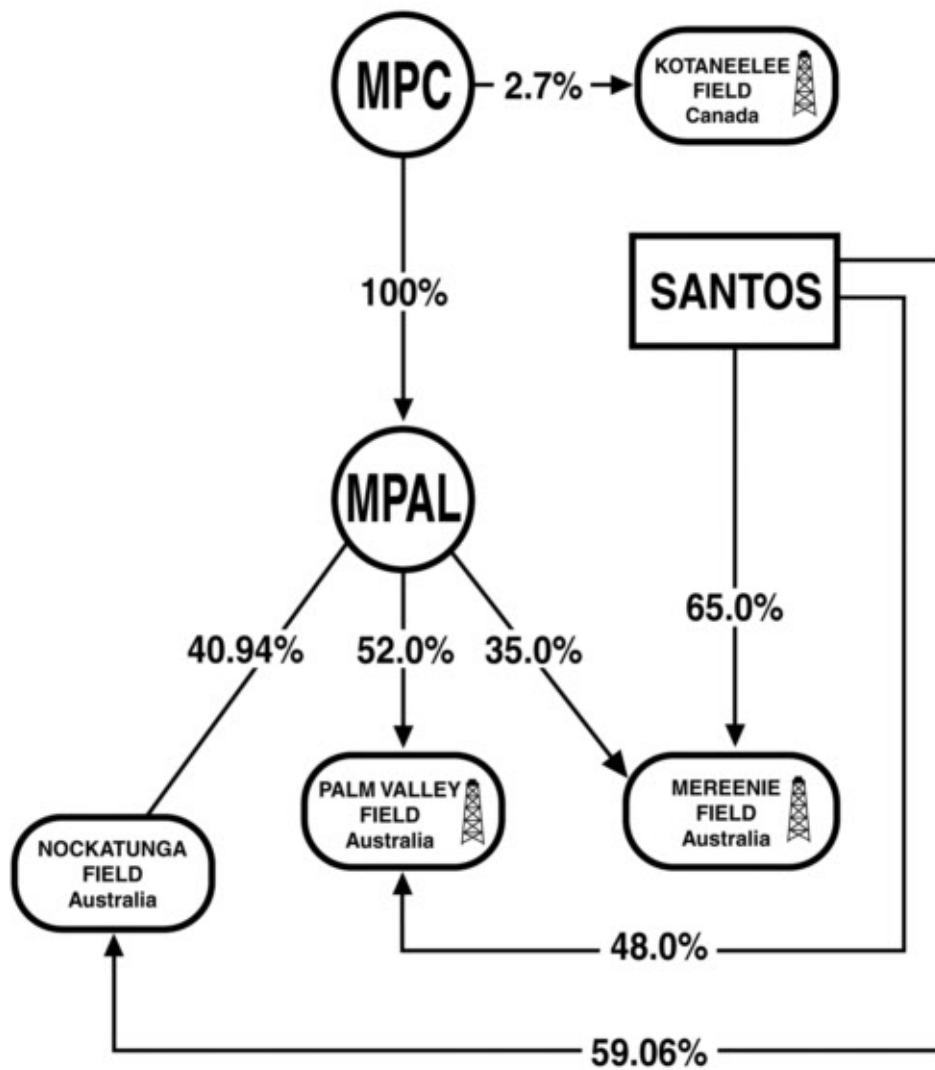 MPC
2.7%
KOTANEELEE
FIELD
Canada
100%
SANTOS
MPAL
40.94%
52.0%
35.0%
65.0%
PALM VALLEY
FIELD
Australia
MEREENIE
FIELD
Australia
NOCKATUNGA
FIELD
Australia
48.0%
59.06%